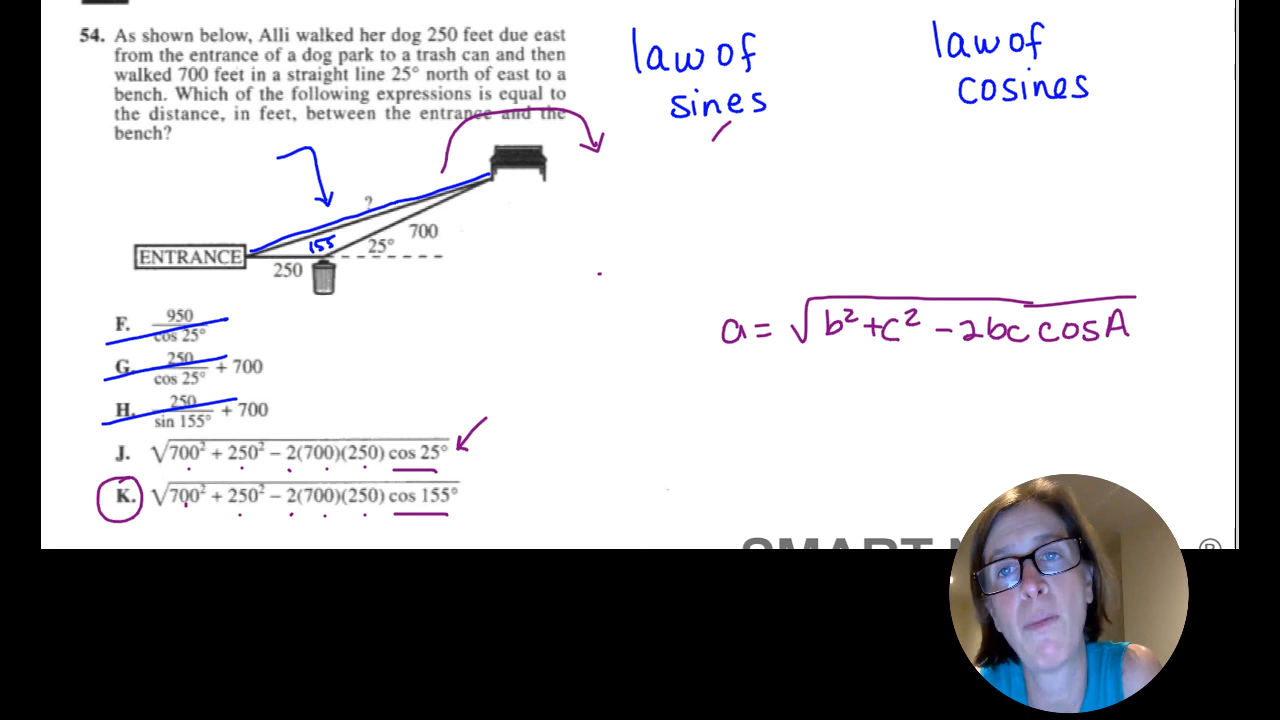 54. As shown below, Alli walked her dog 250 feet due east
from the entrance of a dog park to a trash can and then
walked 700 feet in a straight line 25° north of east to a
bench. Which of the following expressions is equal to
the distance, in feet, between the entrance and the
bench?
law of
sines
law of
cosines
?
700
155
25°
ENTRANCE
250
F. 950 / cos 25°
G. 250 / cos 25° + 700
H. 250 / sin 155° + 700
J. √700² + 250² − 2(700)(250) cos 25°
K. √700² + 250² − 2(700)(250) cos 155°
a = √b² + c² − 2bc cos A